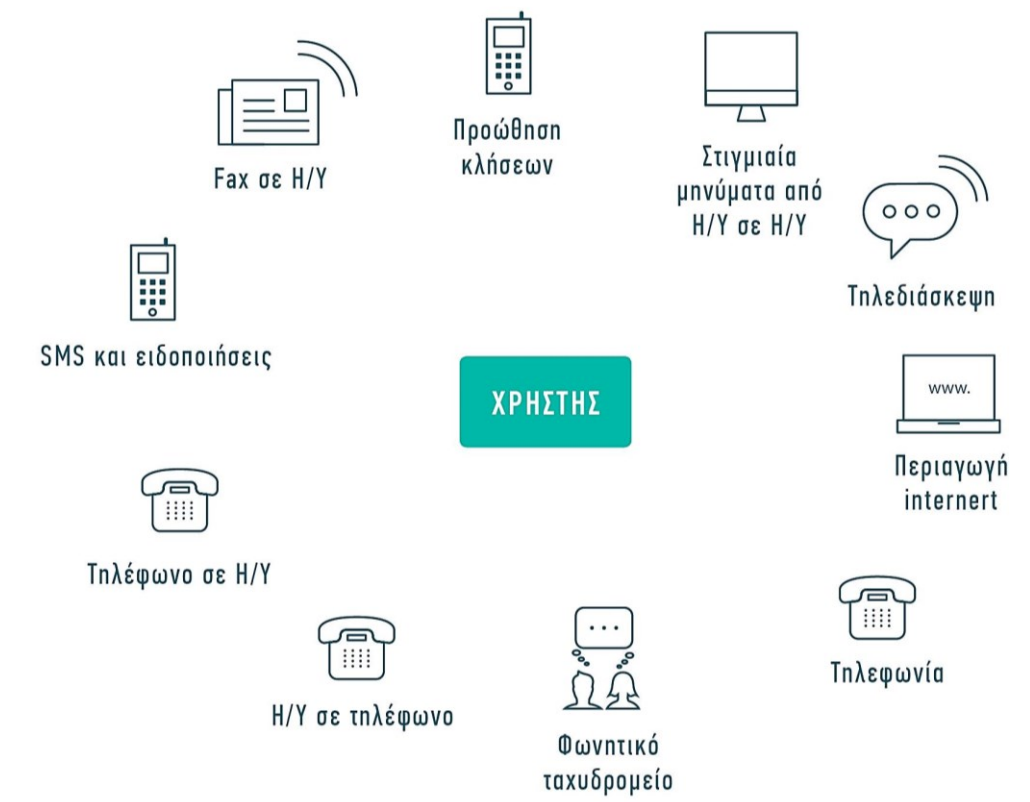 Προώθηση
κλήσεων
Στιγμιαία
μηνύματα από
Η/Υ σε Η/Υ
Fax σε Η/Υ
Τηλεδιάσκεψη
SMS και ειδοποιήσεις
ΧΡΗΣΤΗΣ
www.
Περιαγωγή
internert
Τηλέφωνο σε Η/Υ
Τηλεφωνία
Η/Υ σε τηλέφωνο
Φωνητικό
ταχυδρομείο